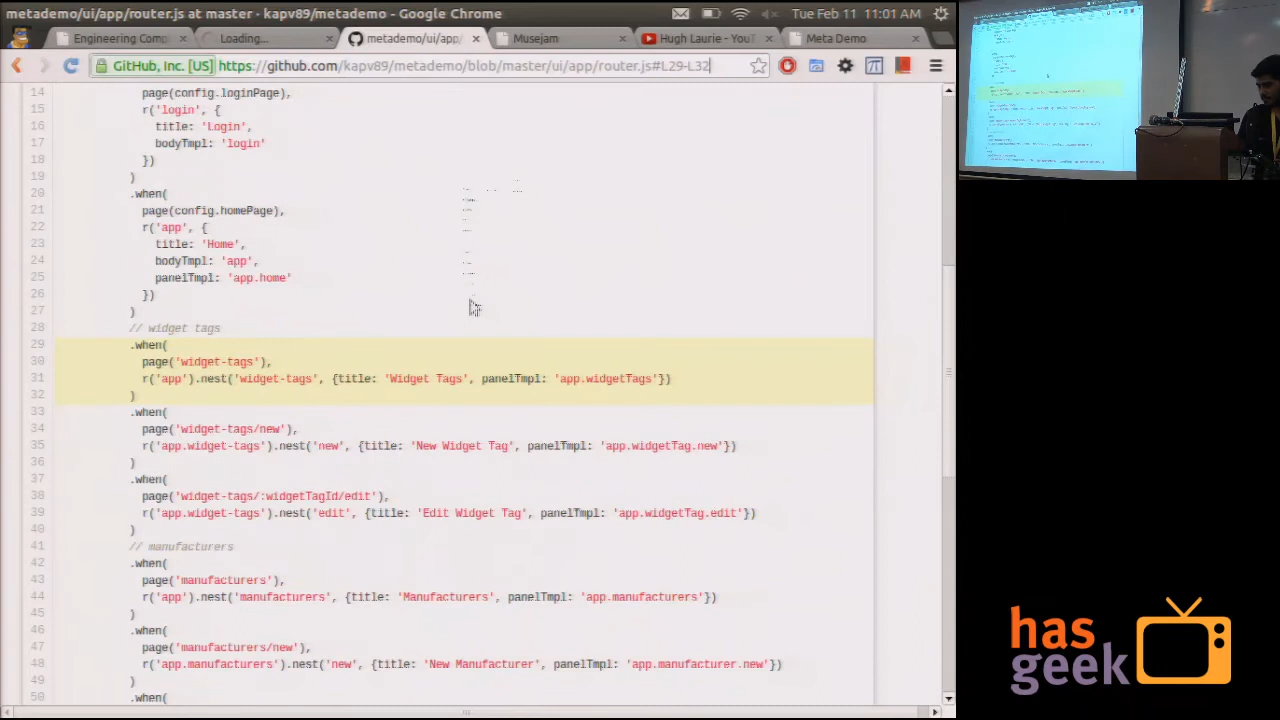 metademo/ui/app/router.js at master · kapv89/metademo - Google Chrome
Tue Feb 11 11:01 AM
Engineering Comp
Loading...
metademo/ui/app/
Musejam
Hugh Laurie - YouT
Meta Demo
GitHub, Inc. [US]
https://github.com/kapv89/metademo/blob/master/ui/app/router.js#L29-L32
14 page(config.loginPage),
15 r('login', {
16 title: 'Login',
17 bodyTmpl: 'login'
18 })
19 )
20 .when(
21 page(config.homePage),
22 r('app', {
23 title: 'Home',
24 bodyTmpl: 'app',
25 panelTmpl: 'app.home'
26 })
27 )
28 // widget tags
29 .when(
30 page('widget-tags'),
31 r('app').nest('widget-tags', {title: 'Widget Tags', panelTmpl: 'app.widgetTags'})
32 )
33 .when(
34 page('widget-tags/new'),
35 r('app.widget-tags').nest('new', {title: 'New Widget Tag', panelTmpl: 'app.widgetTag.new'})
36 )
37 .when(
38 page('widget-tags/:widgetTagId/edit'),
39 r('app.widget-tags').nest('edit', {title: 'Edit Widget Tag', panelTmpl: 'app.widgetTag.edit'})
40 )
41 // manufacturers
42 .when(
43 page('manufacturers'),
44 r('app').nest('manufacturers', {title: 'Manufacturers', panelTmpl: 'app.manufacturers'})
45 )
46 .when(
47 page('manufacturers/new'),
48 r('app.manufacturers').nest('new', {title: 'New Manufacturer', panelTmpl: 'app.manufacturer.new'})
49 )
50 .when(
has
geek